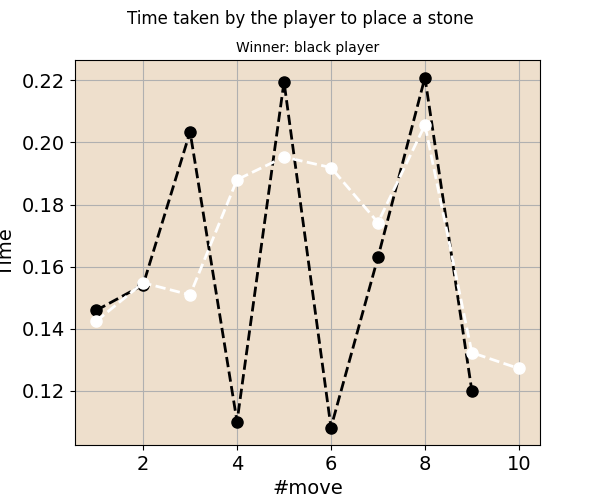 Time taken by the player to place a stone
Winner: black player
0.22
0.20
0.18
0.16
0.14
0.12
Time
2 4 6 8 10
#move